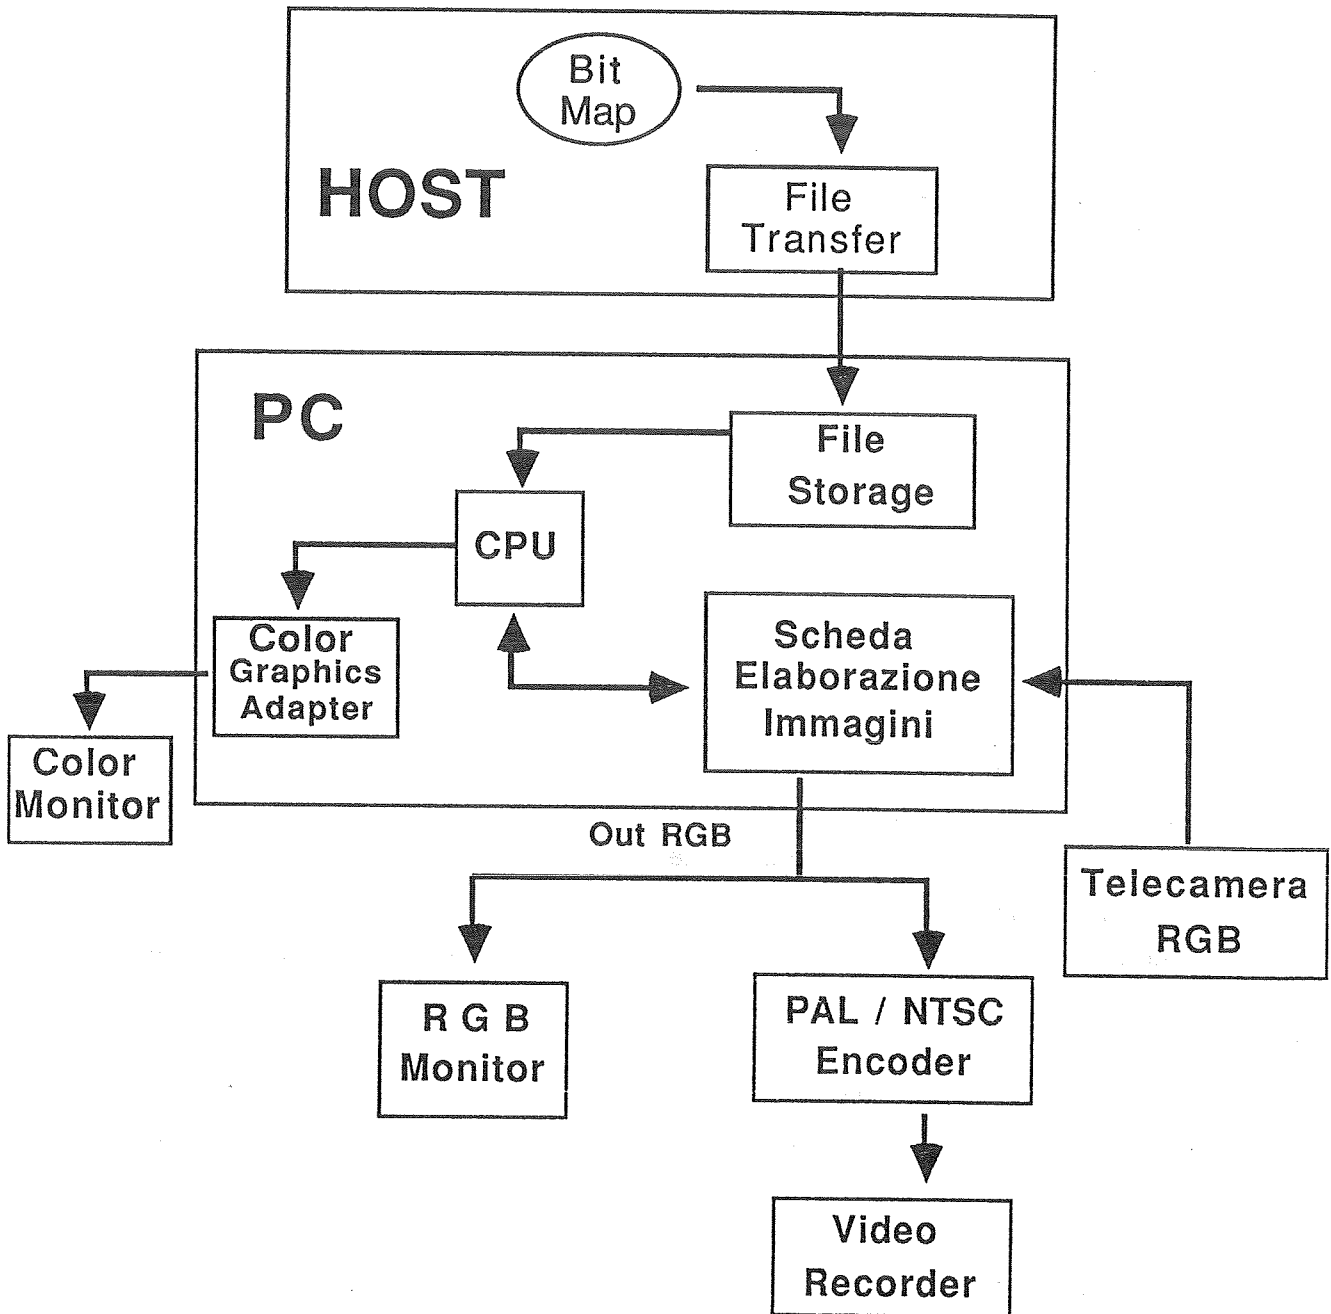 Bit
Map
HOST
File
Transfer
PC
File
Storage
CPU
Color
Graphics
Adapter
Scheda
Elaborazione
Immagini
Color
Monitor
Out RGB
Telecamera
RGB
R G B
Monitor
PAL / NTSC
Encoder
Video
Recorder